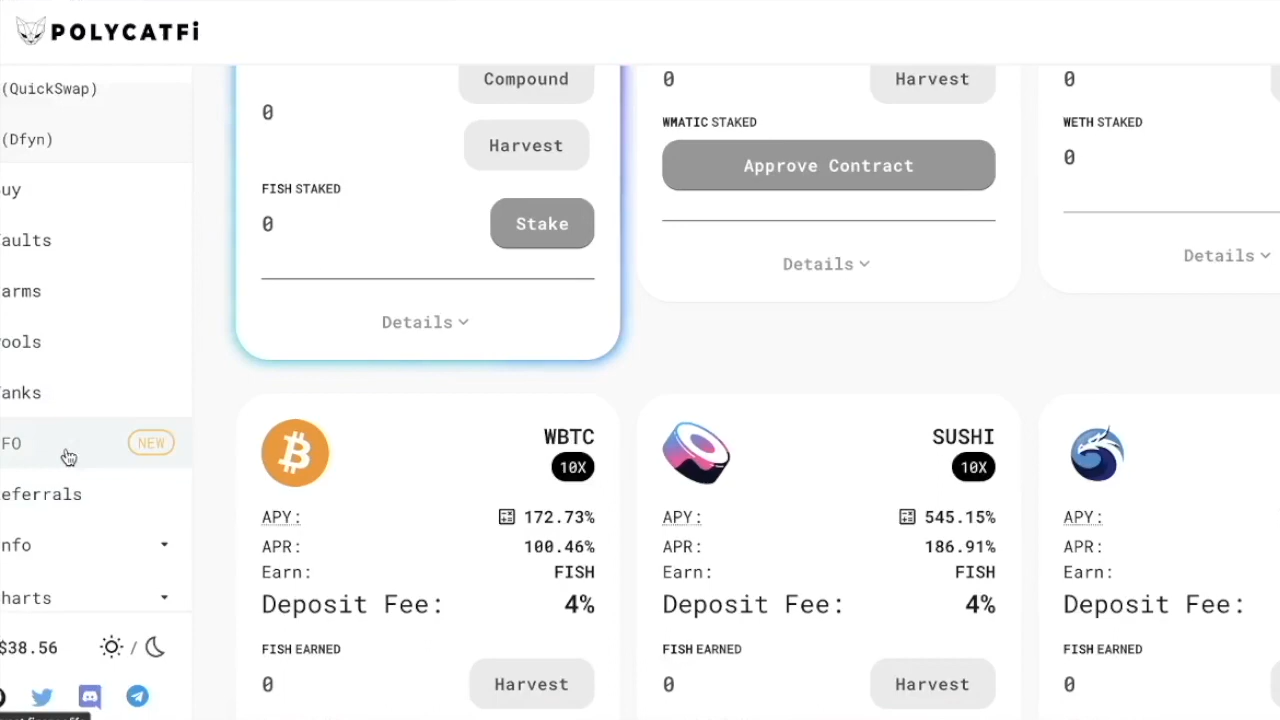 POLYCATFi
(QuickSwap)
(Dfyn)
uy
aults
arms
ools
anks
FO
NEW
eferrals
nfo
harts
$38.56
/
Compound
0
Harvest
FISH STAKED
0
Stake
Details
0
Harvest
WMATIC STAKED
Approve Contract
Details
0
WETH STAKED
0
Details
WBTC
10X
APY: 172.73%
APR: 100.46%
Earn: FISH
Deposit Fee: 4%
FISH EARNED
0
Harvest
SUSHI
10X
APY: 545.15%
APR: 186.91%
Earn: FISH
Deposit Fee: 4%
FISH EARNED
0
Harvest
APY:
APR:
Earn:
Deposit Fee:
FISH EARNED
0